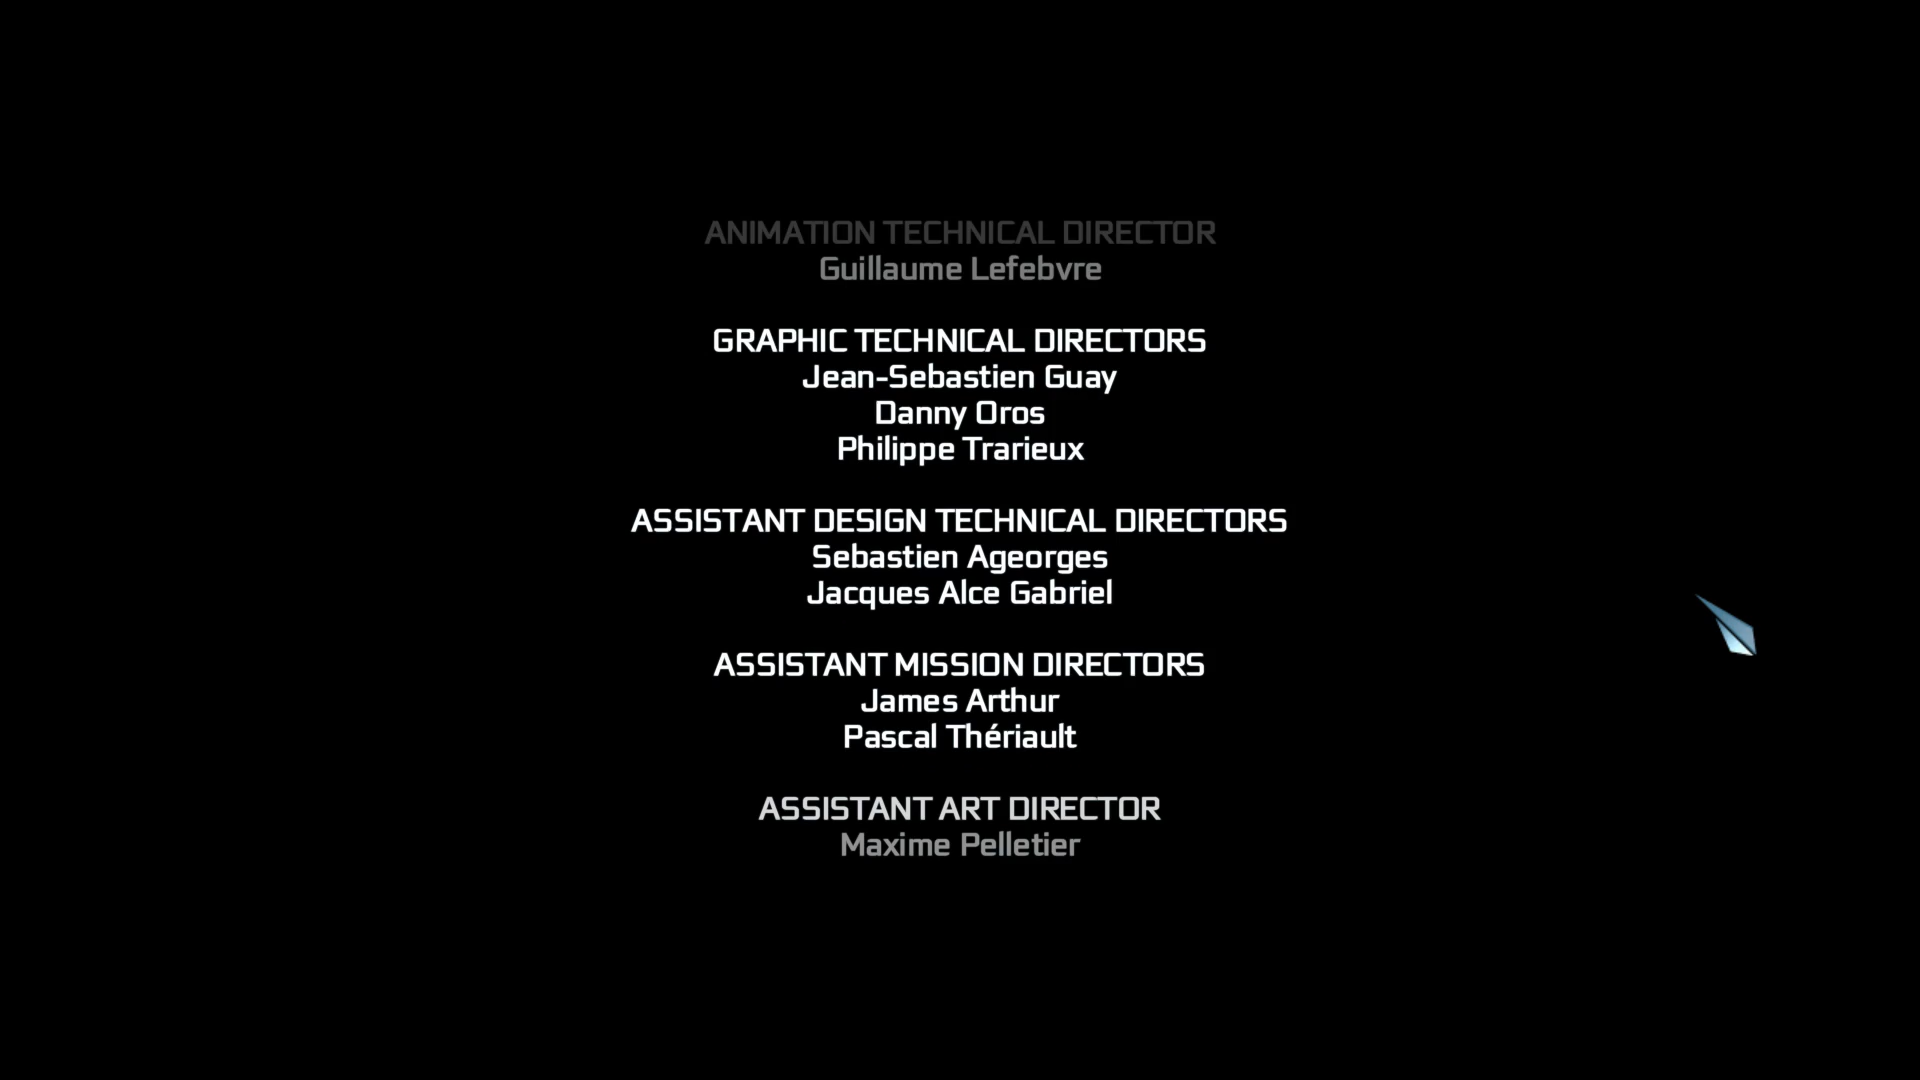 ANIMATION TECHNICAL DIRECTOR
Guillaume Lefebvre
GRAPHIC TECHNICAL DIRECTORS
Jean-Sebastien Guay
Danny Oros
Philippe Trarieux
ASSISTANT DESIGN TECHNICAL DIRECTORS
Sebastien Ageorges
Jacques Alce Gabriel
ASSISTANT MISSION DIRECTORS
James Arthur
Pascal Thériault
ASSISTANT ART DIRECTOR
Maxime Pelletier